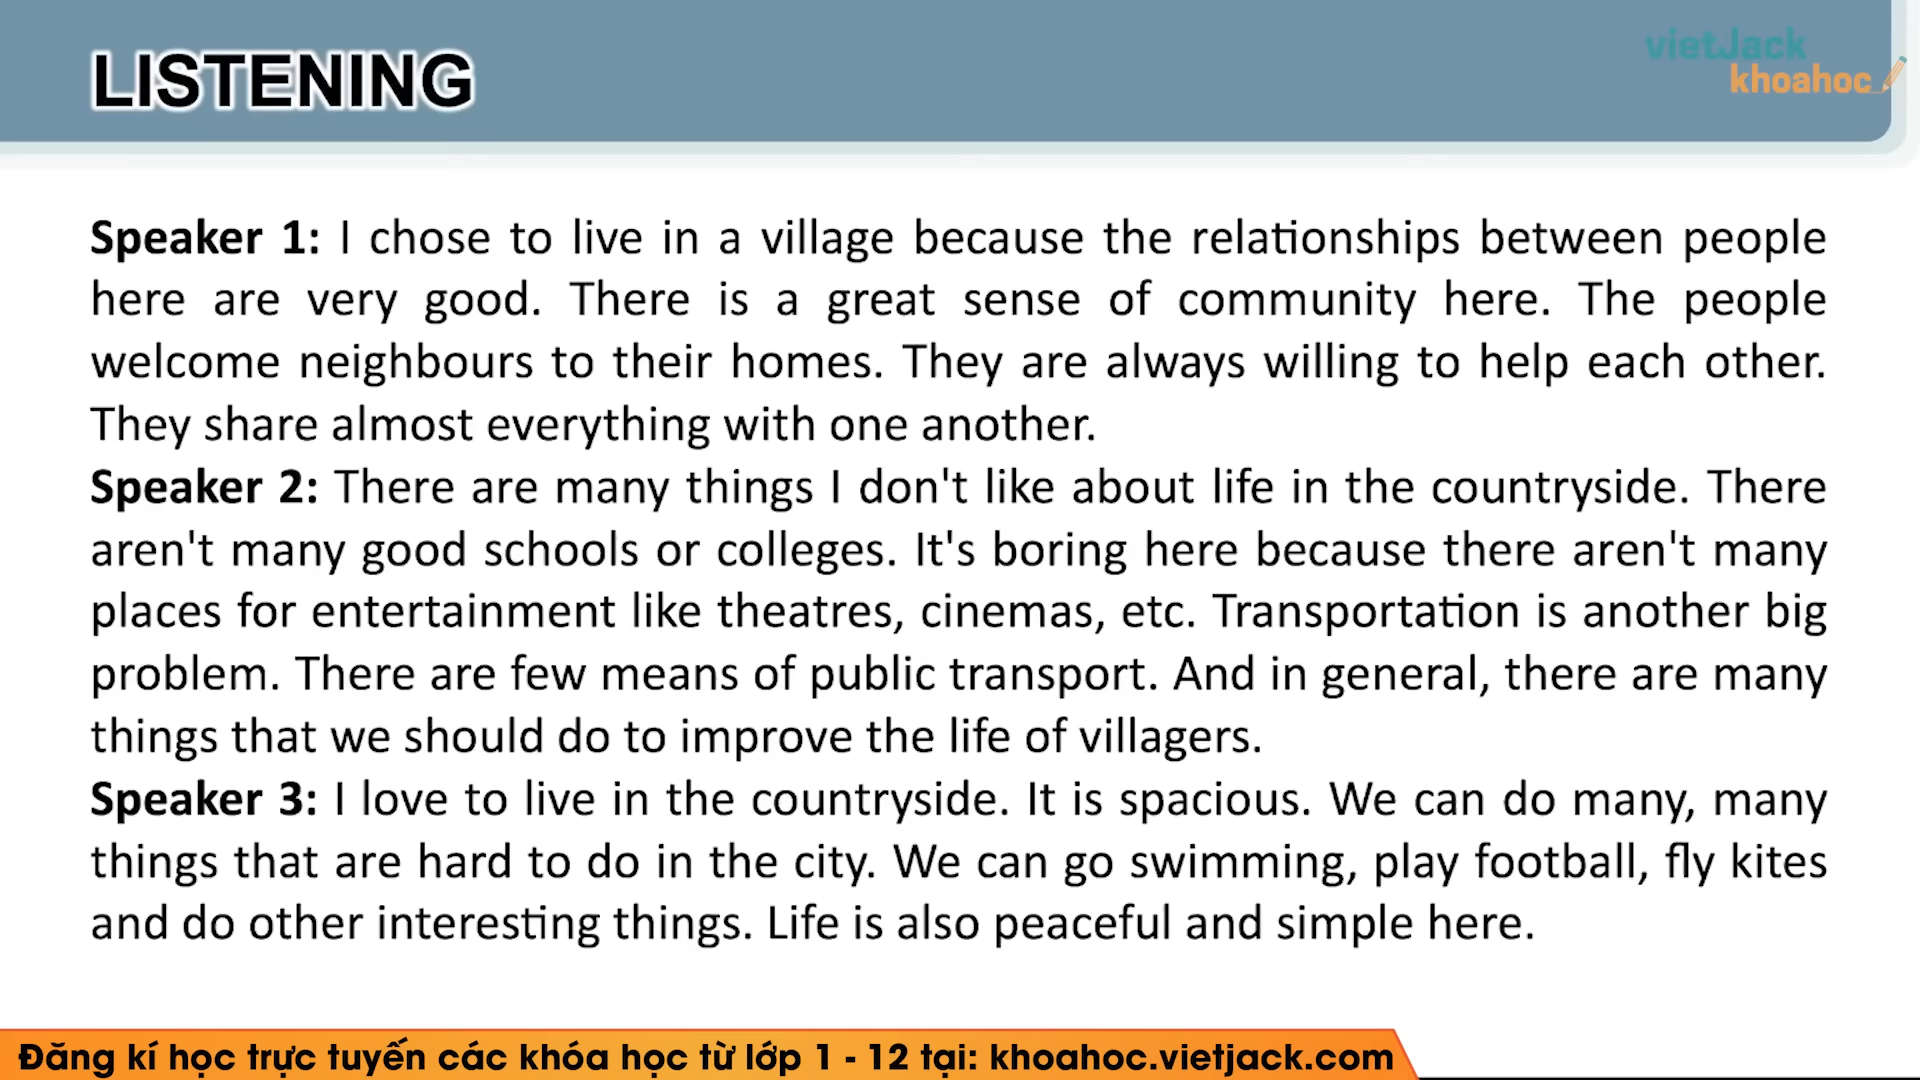 LISTENING
vietJack
khoahoc
Speaker 1: I chose to live in a village because the relationships between people
here are very good. There is a great sense of community here. The people
welcome neighbours to their homes. They are always willing to help each other.
They share almost everything with one another.
Speaker 2: There are many things I don't like about life in the countryside. There
aren't many good schools or colleges. It's boring here because there aren't many
places for entertainment like theatres, cinemas, etc. Transportation is another big
problem. There are few means of public transport. And in general, there are many
things that we should do to improve the life of villagers.
Speaker 3: I love to live in the countryside. It is spacious. We can do many, many
things that are hard to do in the city. We can go swimming, play football, fly kites
and do other interesting things. Life is also peaceful and simple here.
Đăng kí học trực tuyến các khóa học từ lớp 1 - 12 tại: khoahoc.vietjack.com